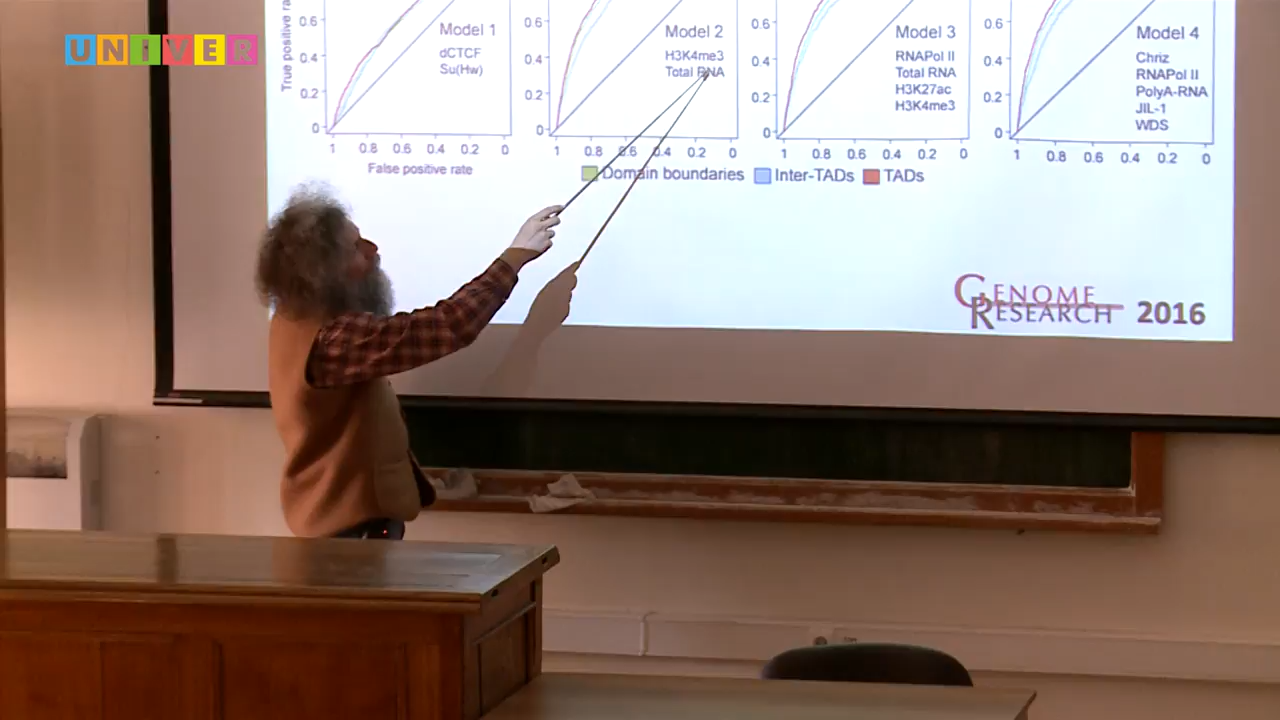 UNIVER
True positive ra
0.6
0.4
0.2
0
1 0.8 0.6 0.4 0.2 0
False positive rate
Model 1
dCTCF
Su(Hw)
0.6
0.4
0.2
0
1 0.8 0.6 0.4 0.2 0
Model 2
H3K4me3
Total RNA
0.6
0.4
0.2
0
1 0.8 0.6 0.4 0.2 0
Model 3
RNAPol II
Total RNA
H3K27ac
H3K4me3
0.6
0.4
0.2
0
1 0.8 0.6 0.4 0.2 0
Model 4
Chriz
RNAPol II
PolyA-RNA
JIL-1
WDS
Domain boundaries Inter-TADs TADs
GENOME
RESEARCH 2016